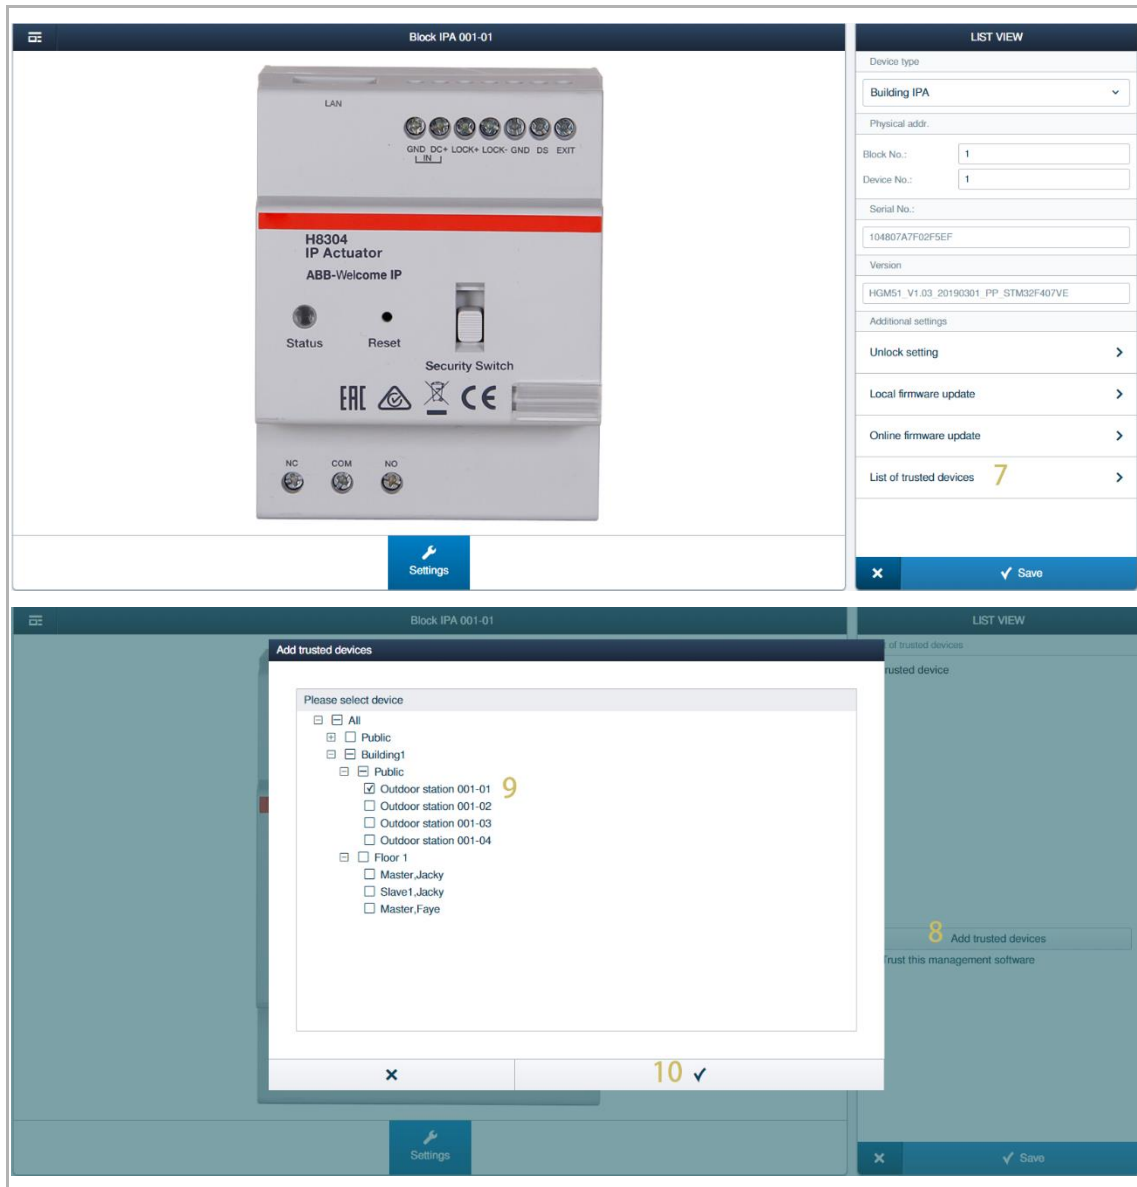 Block IPA 001-01
LIST VIEW
Device type
Building IPA
Physical addr.
Block No.: 1
Device No.: 1
Serial No.:
104807A7F02F5EF
Version
HGM51_V1.03_20190301_PP_STM32F407VE
Additional settings
Unlock setting
Local firmware update
Online firmware update
List of trusted devices 7
Save
LAN
GND DC+ LOCK+ LOCK- GND DS EXIT
IN
H8304
IP Actuator
ABB-Welcome IP
Status Reset
Security Switch
EAC CE
NC COM NO
Settings
Block IPA 001-01
LIST VIEW
Add trusted devices
of trusted devices
rusted device
Please select device
All
Public
Building1
Public
Outdoor station 001-01 9
Outdoor station 001-02
Outdoor station 001-03
Outdoor station 001-04
Floor 1
Master,Jacky
Slave1,Jacky
Master,Faye
8 Add trusted devices
Trust this management software
10
Settings
Save